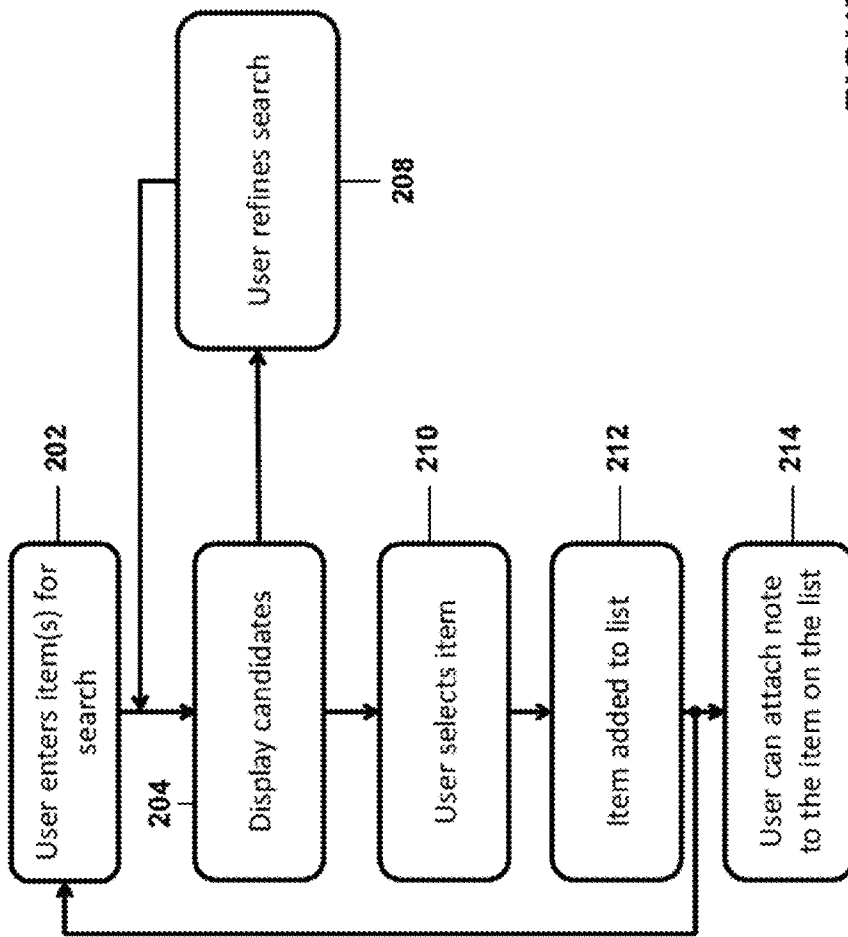 202
User enters item(s) for
search
204
Display candidates
User refines search
208
210
User selects item
212
Item added to list
214
User can attach note
to the item on the list